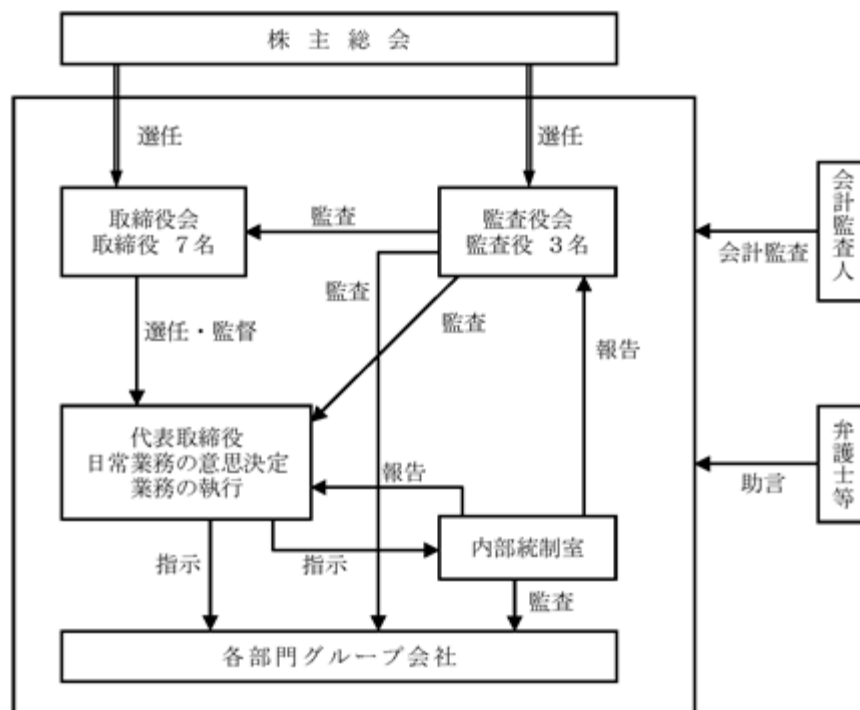 株主総会
選任
選任
取締役会
取締役 7名
監査
監査役会
監査役 3名
会計監査人
会計監査
監査
監査
選任・監督
報告
代表取締役
日常業務の意思決定
業務の執行
報告
弁護士等
助言
指示
指示
内部統制室
監査
各部門グループ会社